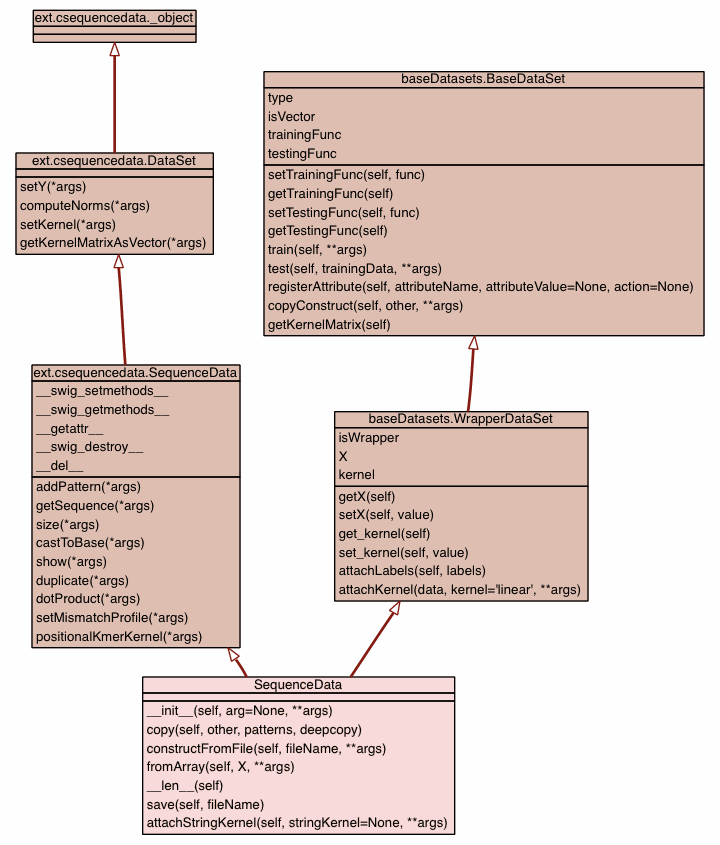 ext.csequencedata._object
baseDatasets.BaseDataSet
type
isVector
trainingFunc
testingFunc
setTrainingFunc(self, func)
getTrainingFunc(self)
setTestingFunc(self, func)
getTestingFunc(self)
train(self, **args)
test(self, trainingData, **args)
registerAttribute(self, attributeName, attributeValue=None, action=None)
copyConstruct(self, other, **args)
getKernelMatrix(self)
ext.csequencedata.DataSet
setY(*args)
computeNorms(*args)
setKernel(*args)
getKernelMatrixAsVector(*args)
ext.csequencedata.SequenceData
__swig_setmethods__
__swig_getmethods__
__getattr__
__swig_destroy__
__del__
addPattern(*args)
getSequence(*args)
size(*args)
castToBase(*args)
show(*args)
duplicate(*args)
dotProduct(*args)
setMismatchProfile(*args)
positionalKmerKernel(*args)
baseDatasets.WrapperDataSet
isWrapper
X
kernel
getX(self)
setX(self, value)
get_kernel(self)
set_kernel(self, value)
attachLabels(self, labels)
attachKernel(data, kernel='linear', **args)
SequenceData
__init__(self, arg=None, **args)
copy(self, other, patterns, deepcopy)
constructFromFile(self, fileName, **args)
fromArray(self, X, **args)
__len__(self)
save(self, fileName)
attachStringKernel(self, stringKernel=None, **args)